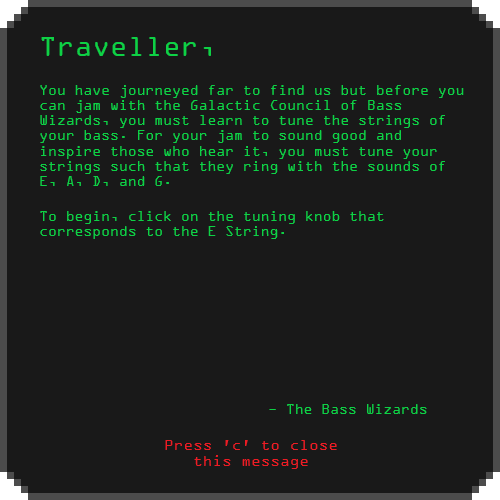 Traveller,
You have journeyed far to find us but before you
can jam with the Galactic Council of Bass
Wizards, you must learn to tune the strings of
your bass. For your jam to sound good and
inspire those who hear it, you must tune your
strings such that they ring with the sounds of
E, A, D, and G.
To begin, click on the tuning knob that
corresponds to the E String.
- The Bass Wizards
Press 'c' to close
this message